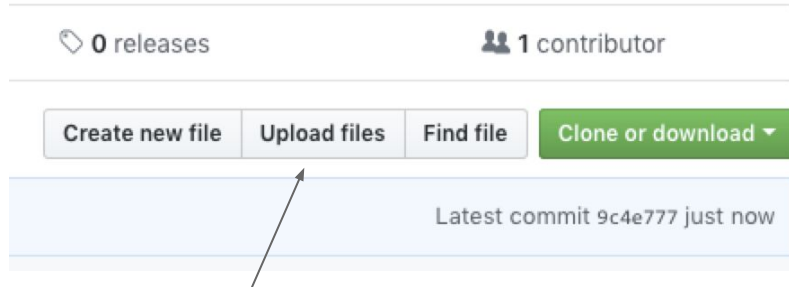 0 releases 1 contributor
Create new file Upload files Find file Clone or download
Latest commit 9c4e777 just now